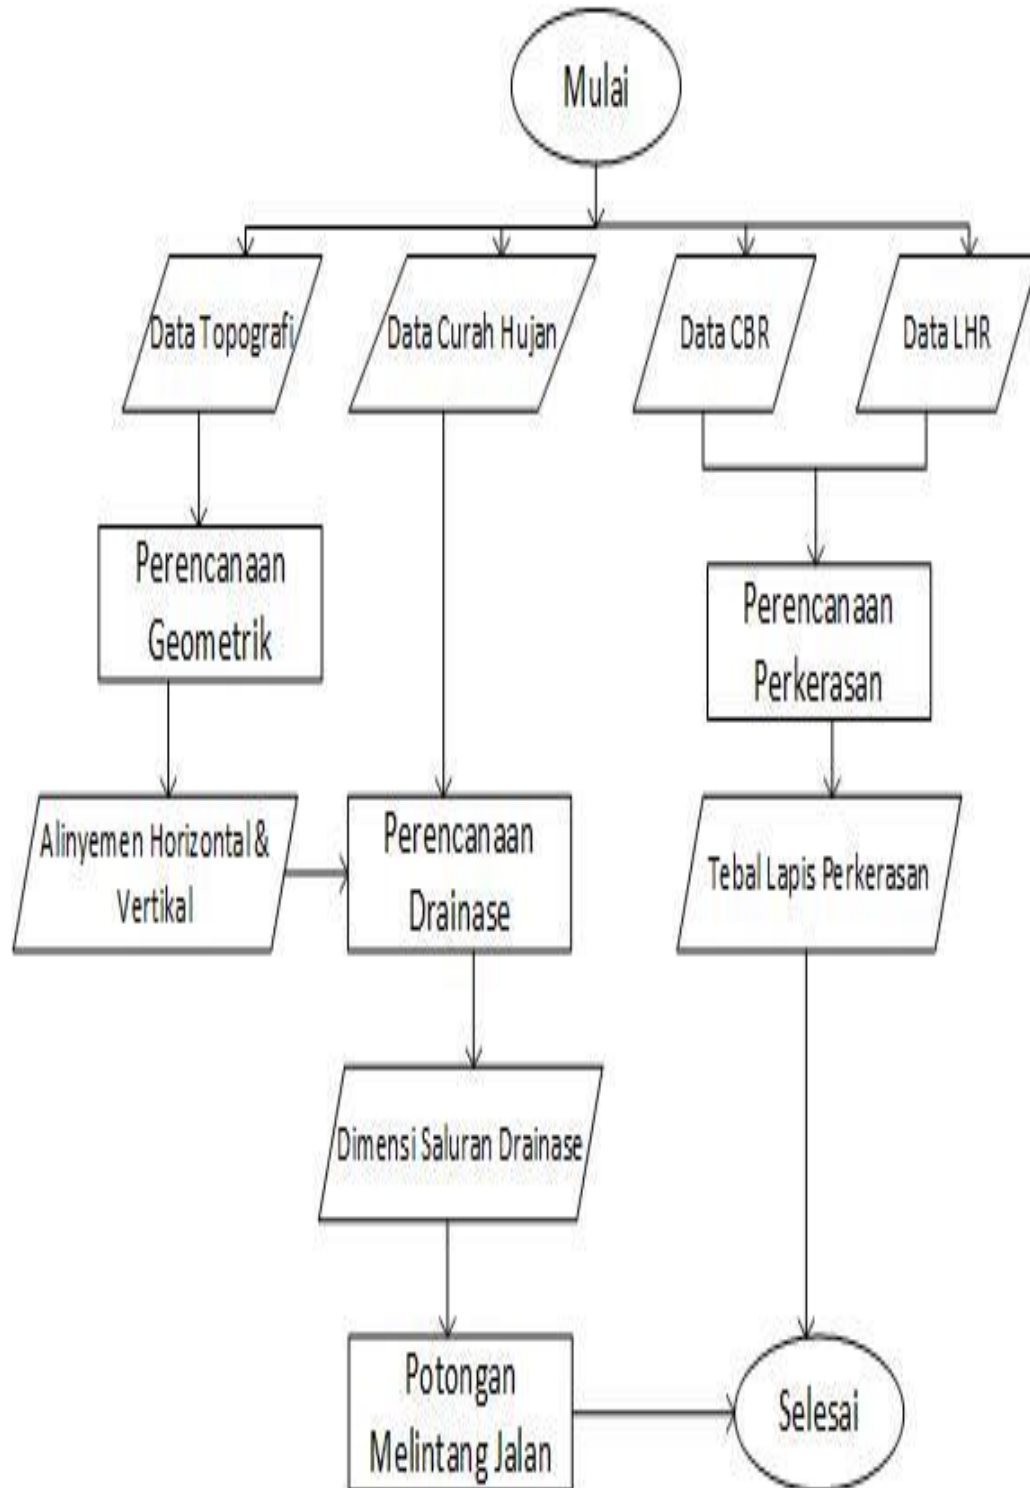 Mulai
Data Topografi
Data Curah Hujan
Data CBR
Data LHR
Perencanaan
Geometrik
Perencanaan
Perkerasan
Alinyemen Horizontal &
Vertikal
Perencanaan
Drainase
Tebal Lapis Perkerasan
Dimensi Saluran Drainase
Potongan
Melintang Jalan
Selesai